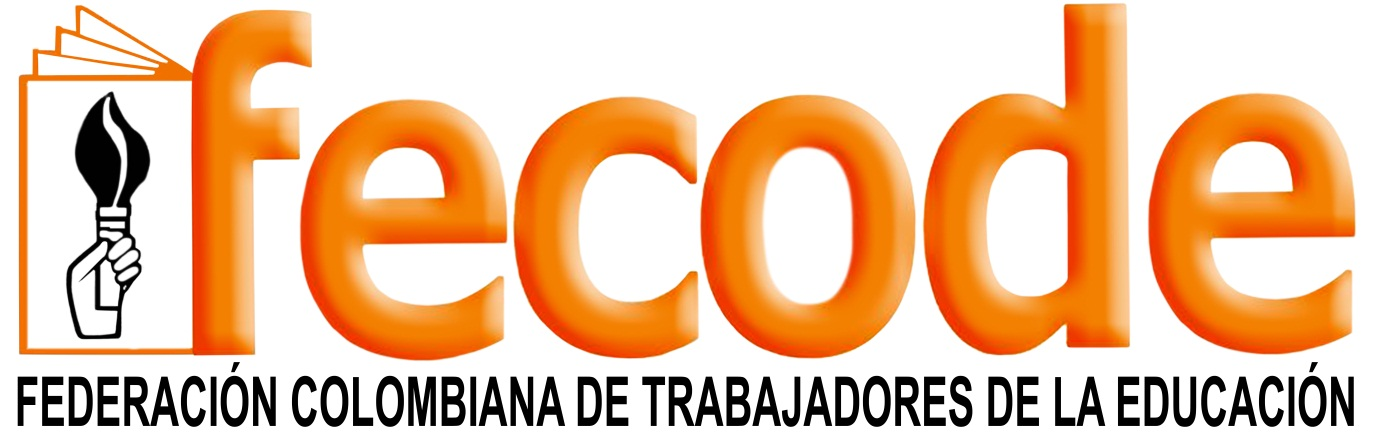 fecode
FEDERACIÓN COLOMBIANA DE TRABAJADORES DE LA EDUCACIÓN